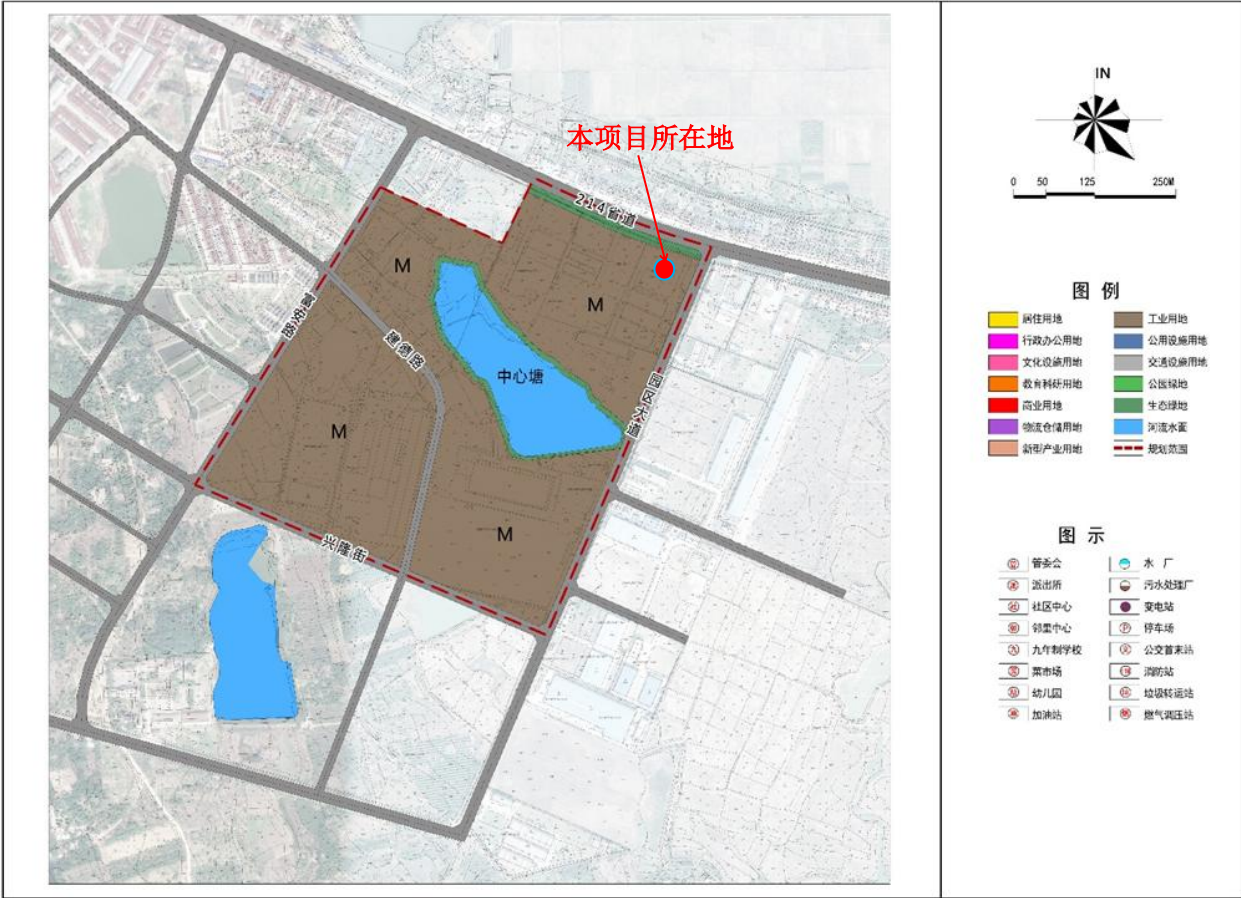 本项目所在地
214省道
M
M
富安路
建德路
中心塘
园区大道
M
M
兴隆街
IN
0 50 125 250M
图 例
居住用地 工业用地
行政办公用地 公用设施用地
文化设施用地 交通设施用地
教育科研用地 公园绿地
商业用地 生态绿地
物流仓储用地 河流水面
新型产业用地 规划范围
图 示
管委会 水 厂
派出所 污水处理厂
社区中心 变电站
邻里中心 停车场
九年制学校 公交首末站
菜市场 消防站
幼儿园 垃圾转运站
加油站 燃气调压站